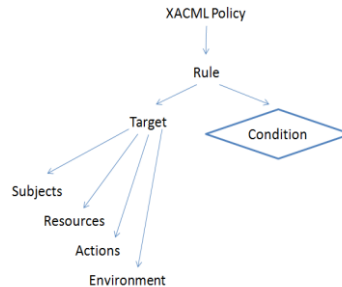 XACML Policy
Rule
Target
Condition
Subjects
Resources
Actions
Environment